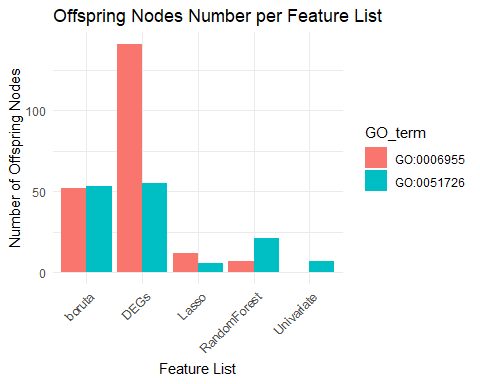 Offspring Nodes Number per Feature List
Number of Offspring Nodes
100
50
0
boruta
DEGs
Lasso
RandomForest
Univariate
Feature List
GO_term
GO:0006955
GO:0051726